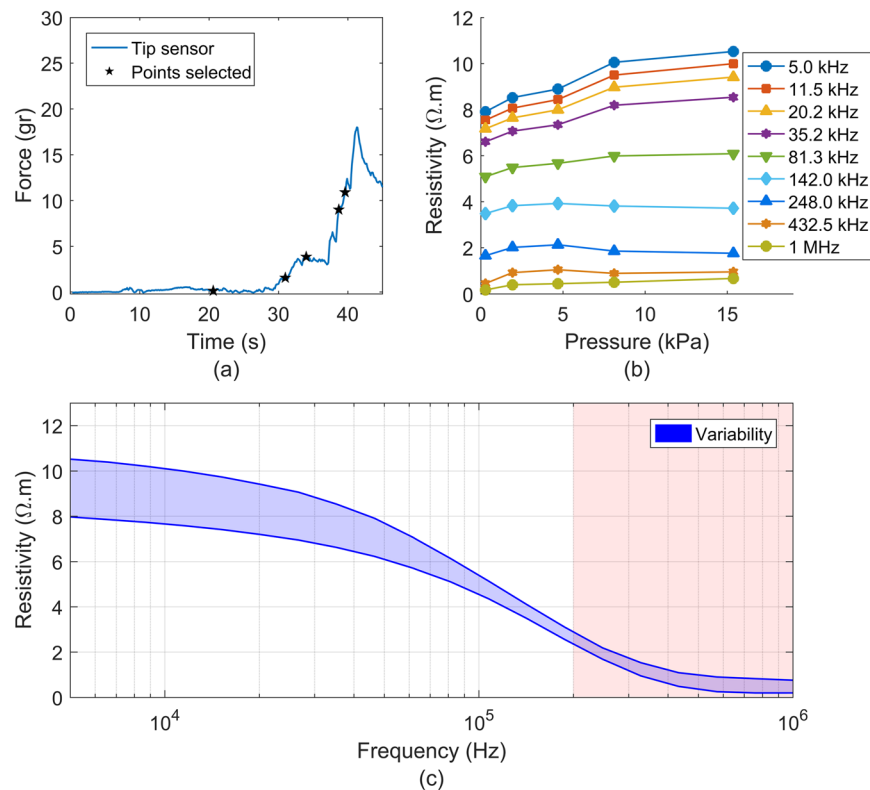 30
25
20
15
10
5
0
Force (gr)
Tip sensor
Points selected
0 10 20 30 40
Time (s)
(a)
12
10
8
6
4
2
0
Resistivity (Ω.m)
0 5 10 15
Pressure (kPa)
(b)
5.0 kHz
11.5 kHz
20.2 kHz
35.2 kHz
81.3 kHz
142.0 kHz
248.0 kHz
432.5 kHz
1 MHz
12
10
8
6
4
2
0
Resistivity (Ω.m)
Variability
10⁴ 10⁵ 10⁶
Frequency (Hz)
(c)